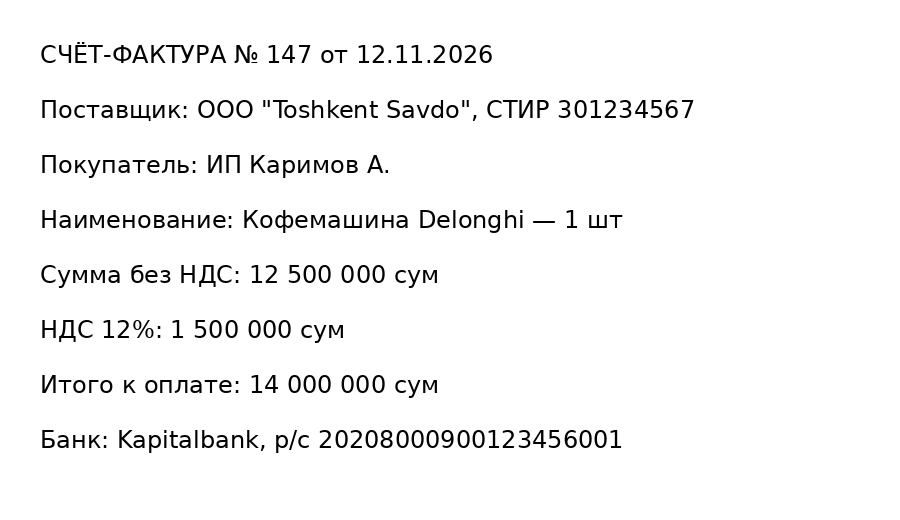 СЧЁТ-ФАКТУРА № 147 от 12.11.2026
Поставщик: ООО "Toshkent Savdo", СТИР 301234567
Покупатель: ИП Каримов А.
Наименование: Кофемашина Delonghi — 1 шт
Сумма без НДС: 12 500 000 сум
НДС 12%: 1 500 000 сум
Итого к оплате: 14 000 000 сум
Банк: Kapitalbank, р/с 20208000900123456001